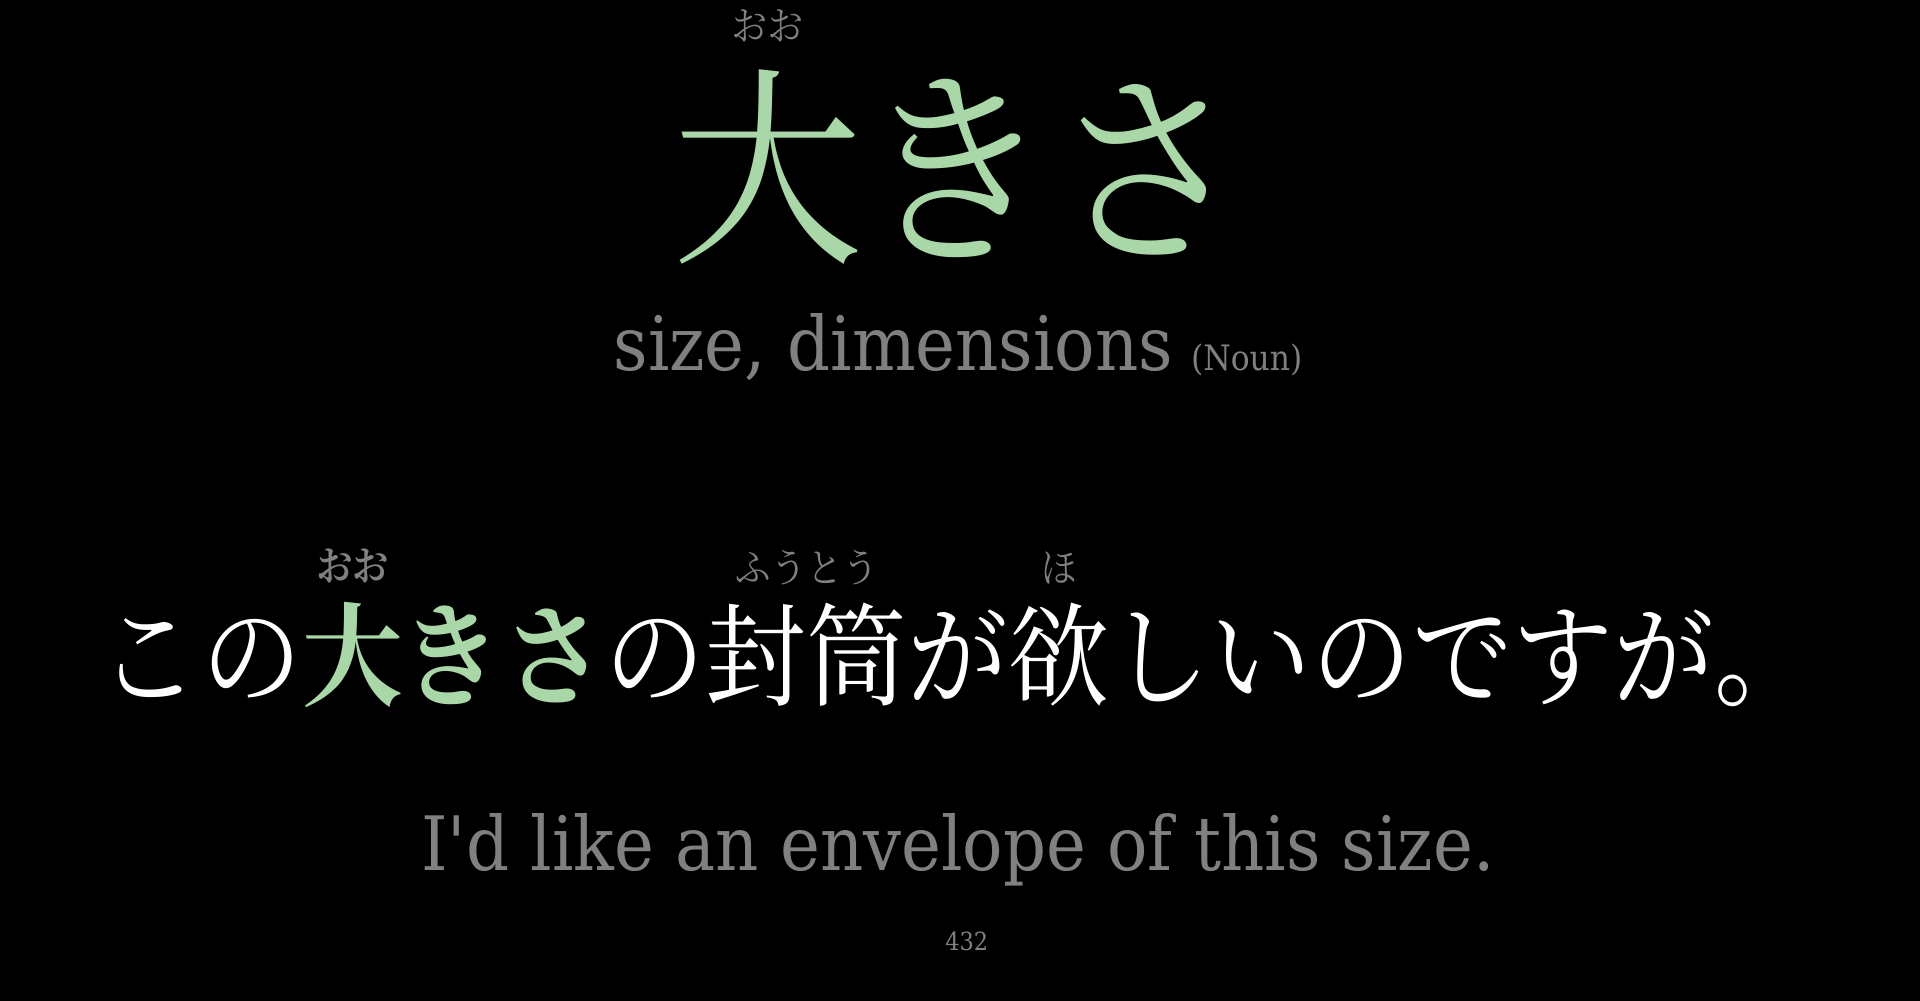 おお
大きさ
size, dimensions (Noun)
おお ふうとう ほ
この大きさの封筒が欲しいのですが。
I'd like an envelope of this size.
432